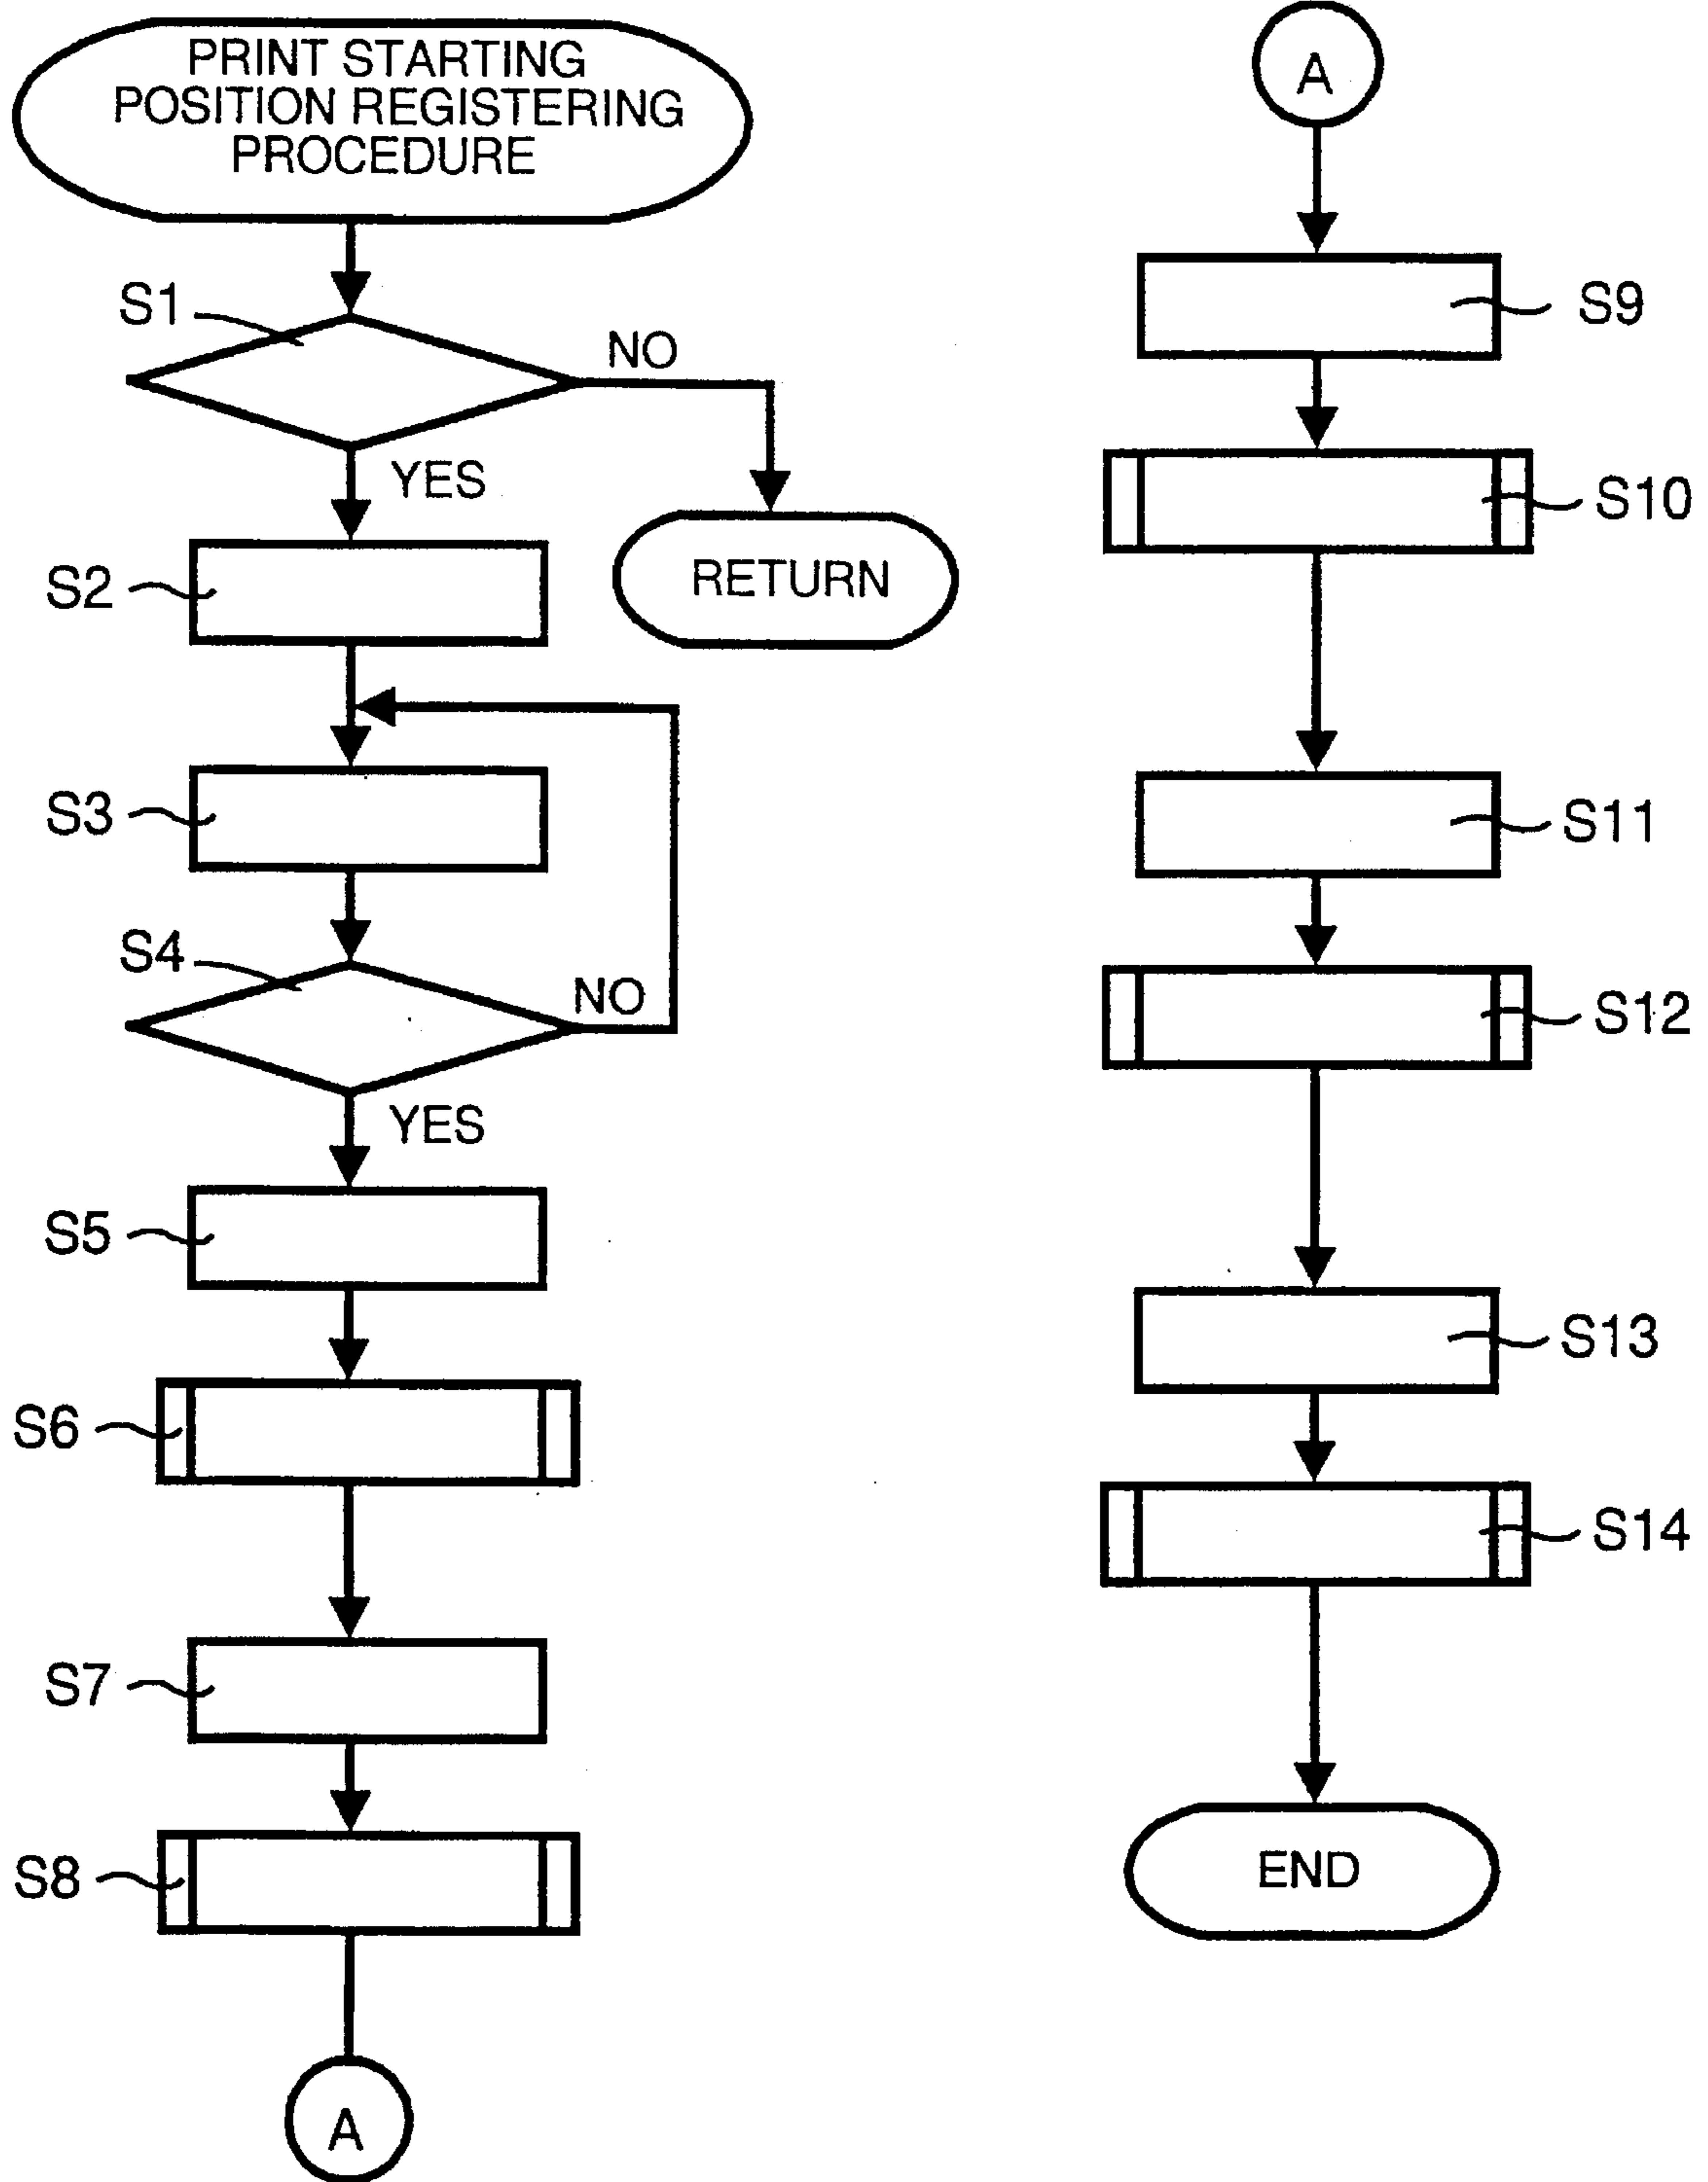 PRINT STARTING
POSITION REGISTERING
PROCEDURE
S1
NO
YES
RETURN
S2
S3
S4
NO
YES
S5
S6
S7
S8
A
A
S9
S10
S11
S12
S13
S14
END